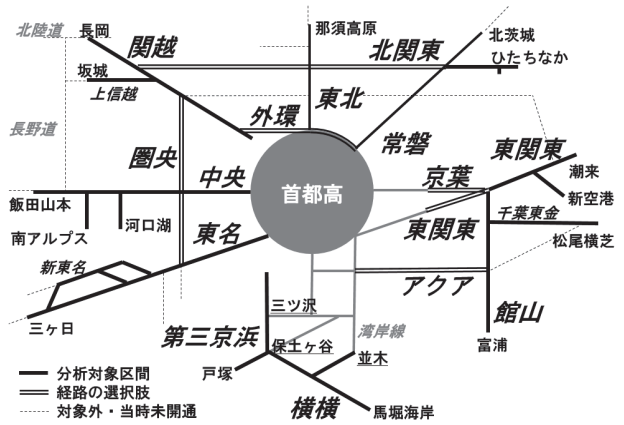 北陸道
長岡
関越
那須高原
北茨城
北関東
ひたちなか
坂城
上信越
東北
外環
常磐
長野道
圏央
中央
首都高
京葉
東関東
潮来
新空港
飯田山本
南アルプス
河口湖
東名
東関東
千葉東金
松尾横芝
新東名
アクア
館山
三ツ沢
三ヶ日
第三京浜
湾岸線
保土ヶ谷
並木
富浦
戸塚
横横
馬堀海岸
分析対象区間
経路の選択肢
対象外・当時未開通